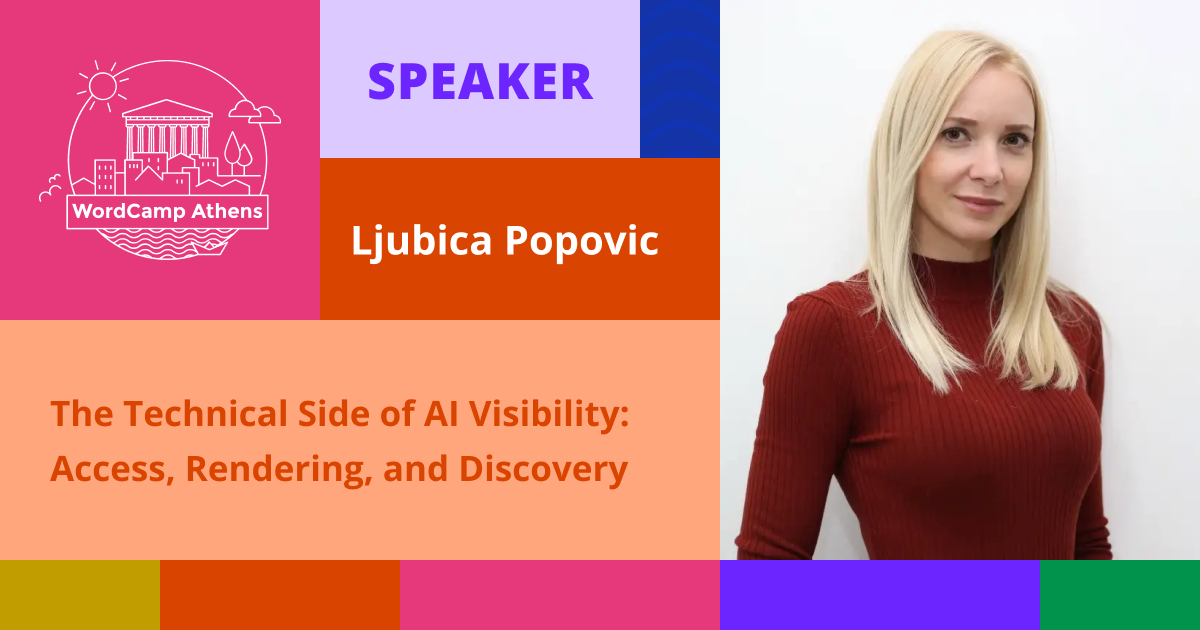 WordCamp Athens
SPEAKER
Ljubica Popovic
The Technical Side of AI Visibility:
Access, Rendering, and Discovery